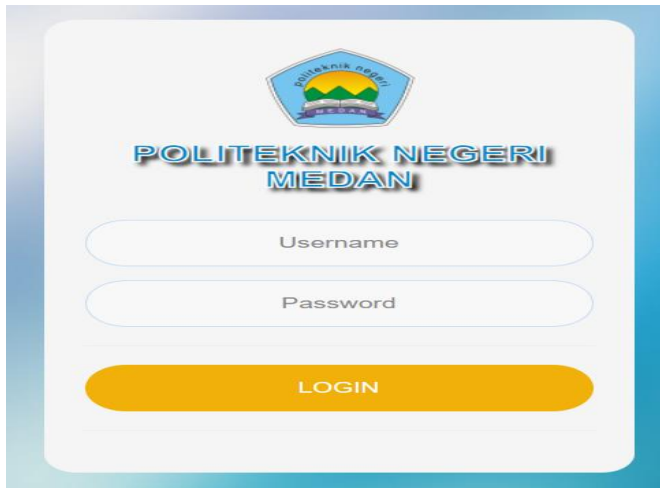 politeknik negeri
MEDAN
POLITEKNIK NEGERI
MEDAN
Username
Password
LOGIN